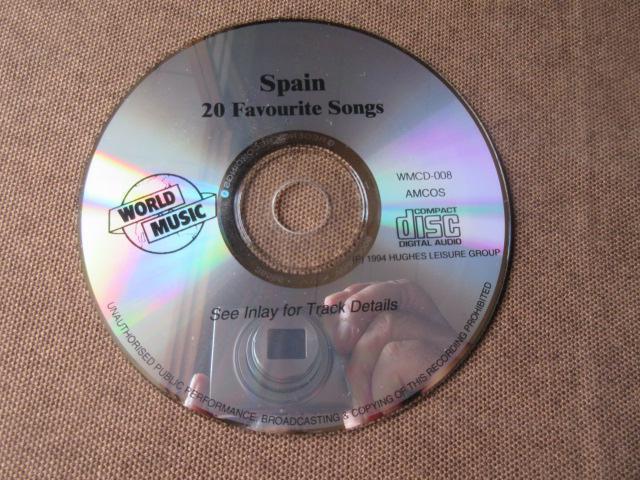 Spain
20 Favourite Songs
WORLD
MUSIC
WMCD-008
AMCOS
COMPACT
disc
DIGITAL AUDIO
(P) 1994 HUGHES LEISURE GROUP
See Inlay for Track Details
UNAUTHORISED PUBLIC PERFORMANCE, BROADCASTING & COPYING OF THIS RECORDING PROHIBITED